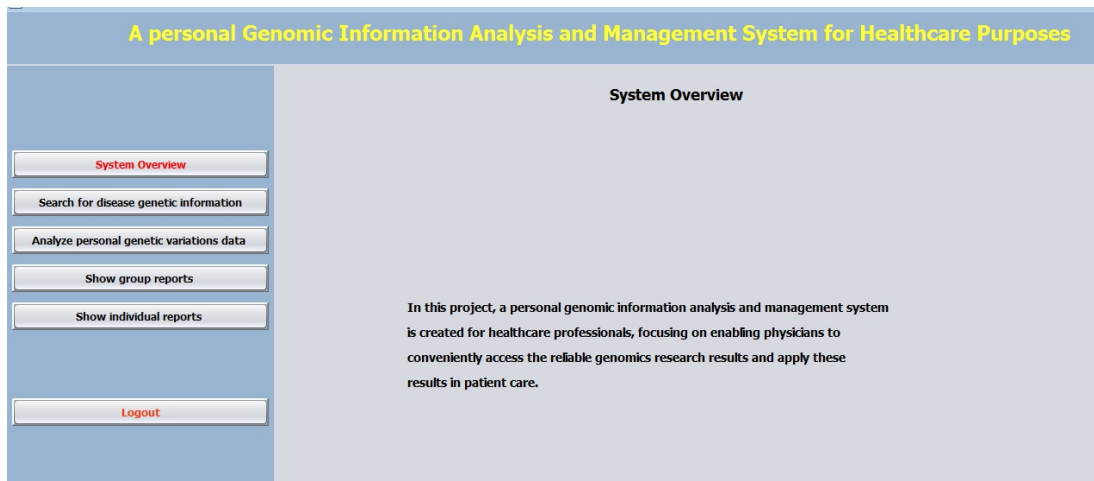 A personal Genomic Information Analysis and Management System for Healthcare Purposes
System Overview
System Overview
Search for disease genetic information
Analyze personal genetic variations data
Show group reports
Show individual reports
Logout
In this project, a personal genomic information analysis and management system
is created for healthcare professionals, focusing on enabling physicians to
conveniently access the reliable genomics research results and apply these
results in patient care.